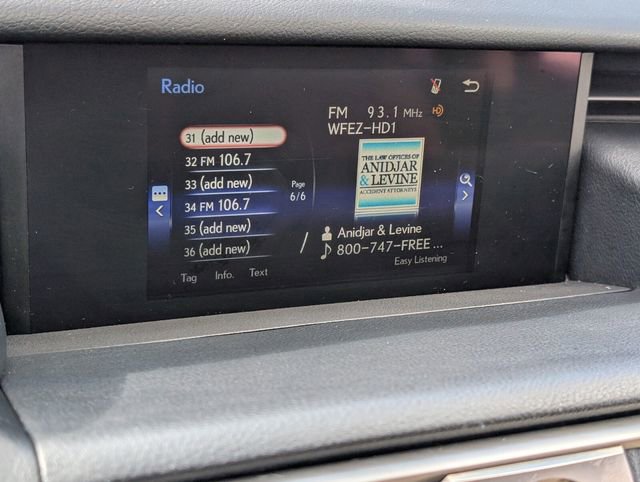 Radio
31 (add new)
32 FM 106.7
33 (add new)
34 FM 106.7
35 (add new)
36 (add new)
Page
6/6
Tag Info. Text
FM 93.1 MHz
WFEZ-HD1
THE LAW OFFICES OF
ANIDJAR
& LEVINE
ACCIDENT ATTORNEYS
Anidjar & Levine
800-747-FREE ...
Easy Listening